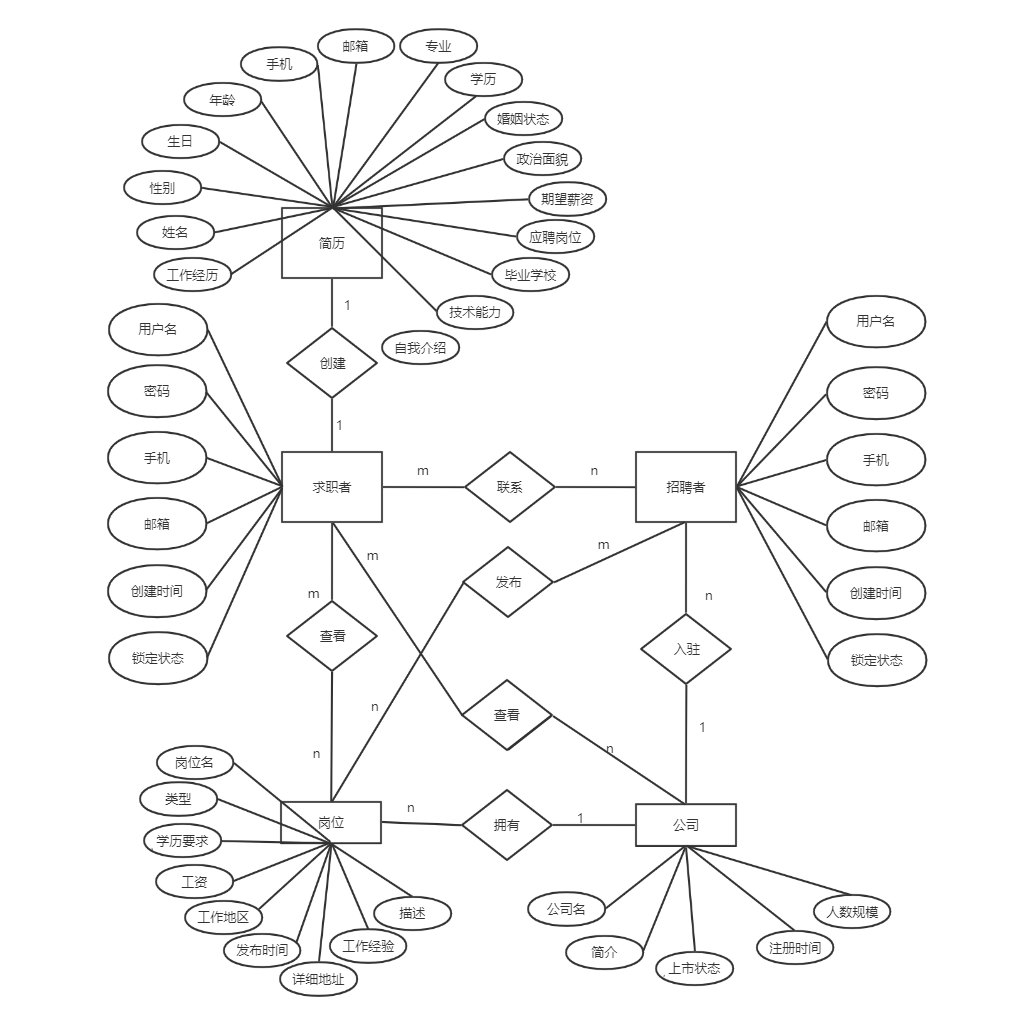 邮箱
专业
手机
学历
年龄
婚姻状态
生日
政治面貌
性别
期望薪资
姓名
应聘岗位
简历
工作经历
毕业学校
1
技术能力
自我介绍
创建
用户名
用户名
密码
密码
1
手机
手机
求职者
m
联系
n
招聘者
邮箱
邮箱
m
m
发布
创建时间
创建时间
m
n
查看
入驻
锁定状态
锁定状态
n
查看
1
n
n
岗位名
类型
n
1
岗位
拥有
公司
学历要求
工资
工作地区
描述
公司名
人数规模
发布时间
工作经验
简介
注册时间
详细地址
上市状态